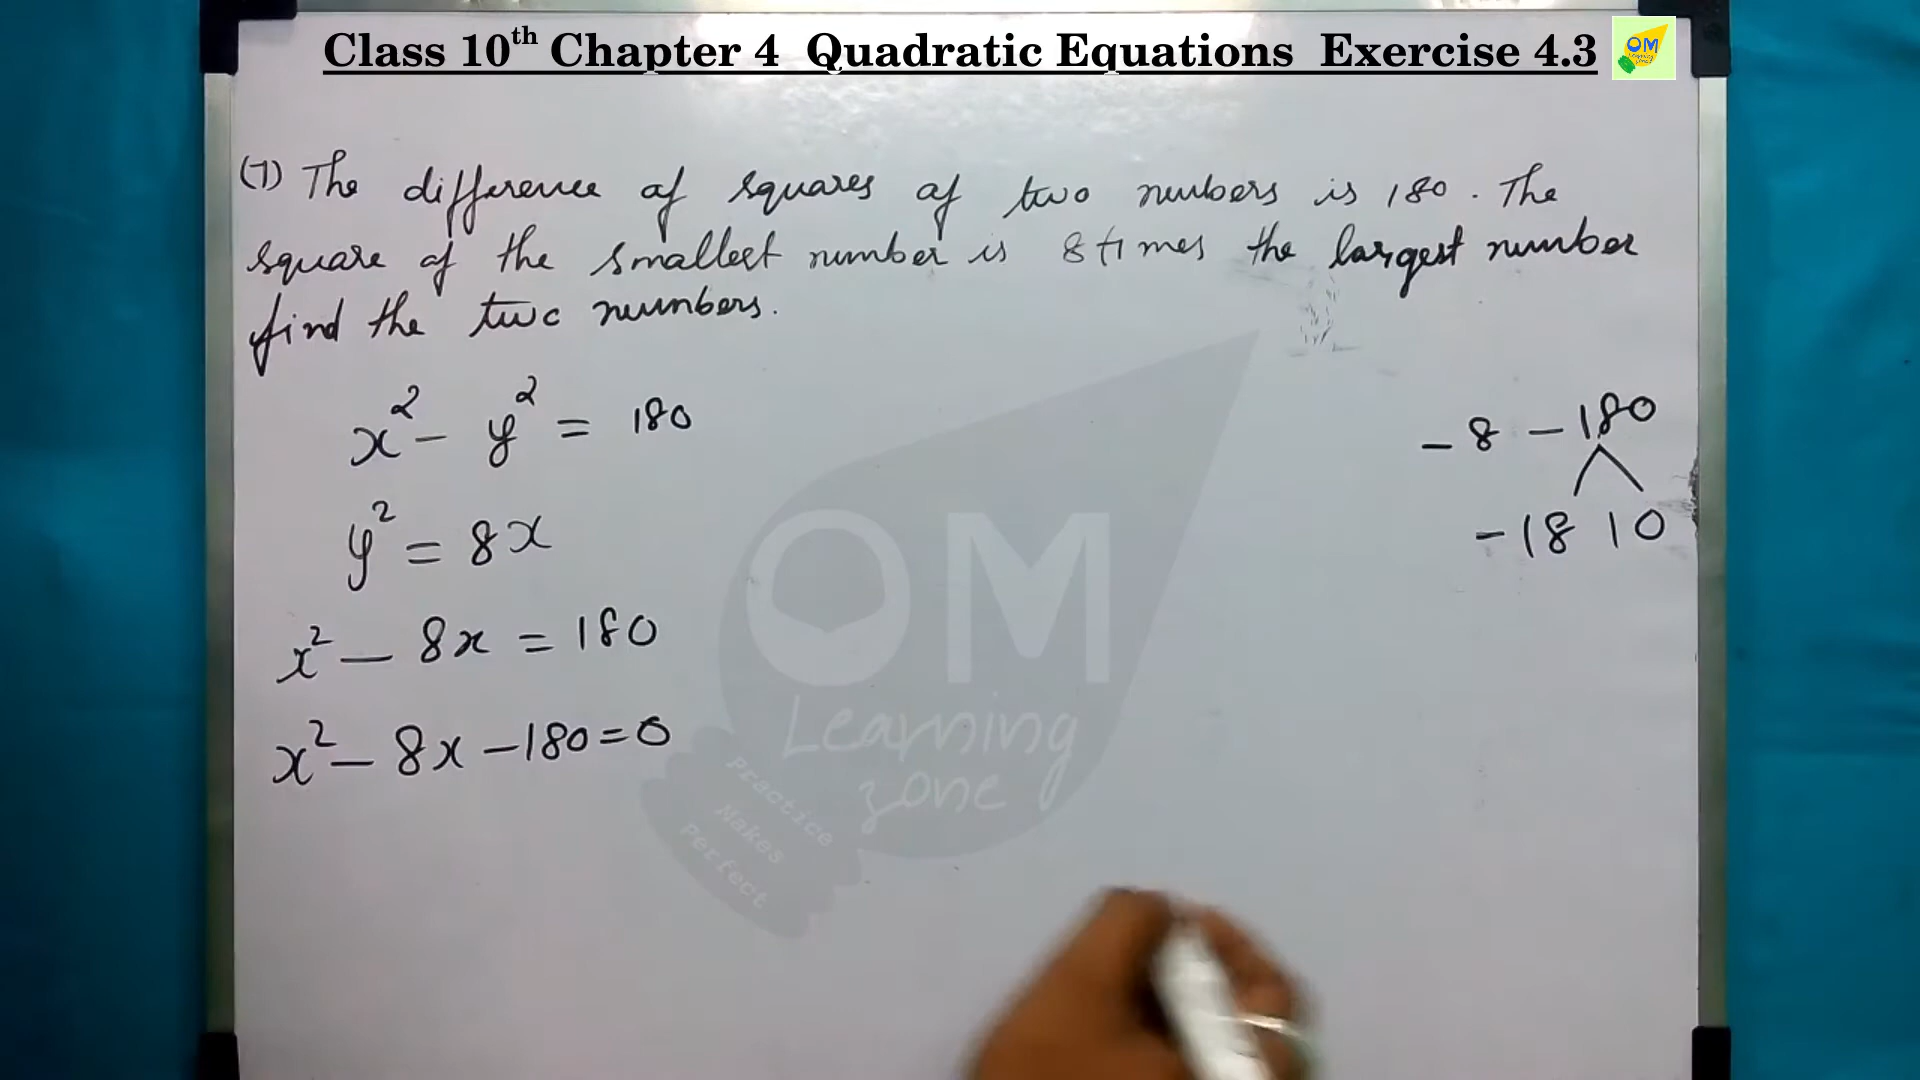 Class 10th Chapter 4 Quadratic Equations Exercise 4.3
OM
Learning
zone
(7) The difference of squares of two numbers is 180. The
square of the smallest number is 8 times the largest number
find the two numbers.
x² - y² = 180
y² = 8x
x² - 8x = 180
x² - 8x - 180 = 0
-8 -180
-18 10
OM
Learning
zone
Practice
Makes
Perfect